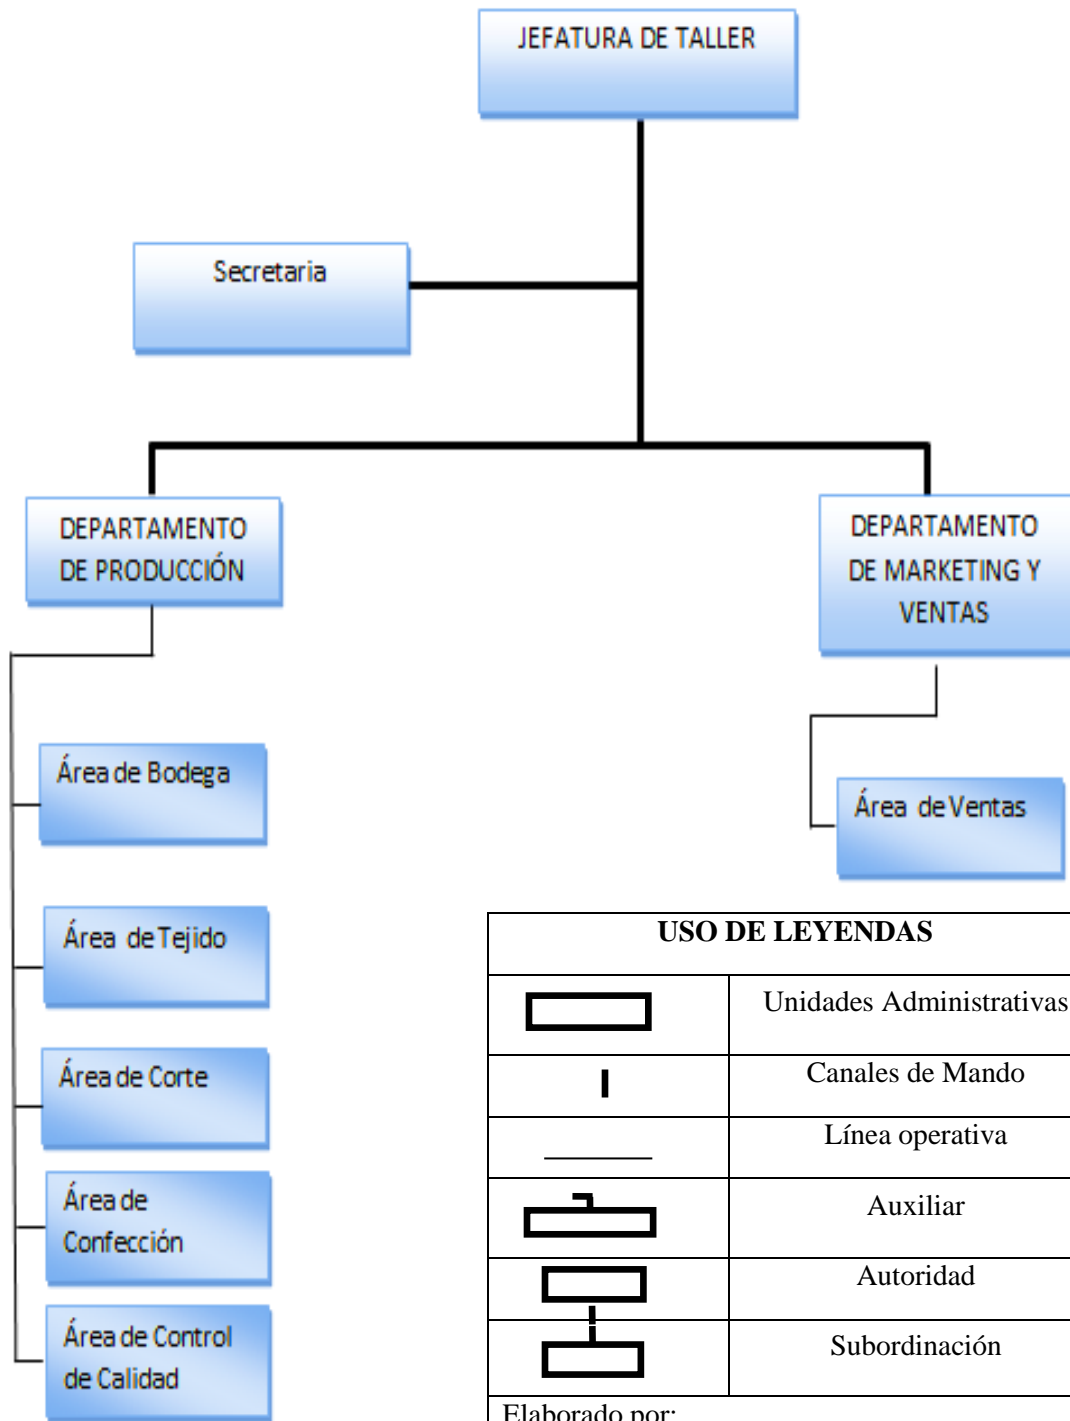 JEFATURA DE TALLER
Secretaria
DEPARTAMENTO
DE PRODUCCIÓN
DEPARTAMENTO
DE MARKETING Y
VENTAS
Área de Bodega
Área de Tejido
Área de Corte
Área de
Confección
Área de Control
de Calidad
Área de Ventas
USO DE LEYENDAS
Unidades Administrativas
Canales de Mando
Línea operativa
Auxiliar
Autoridad
Subordinación
Elaborado por: